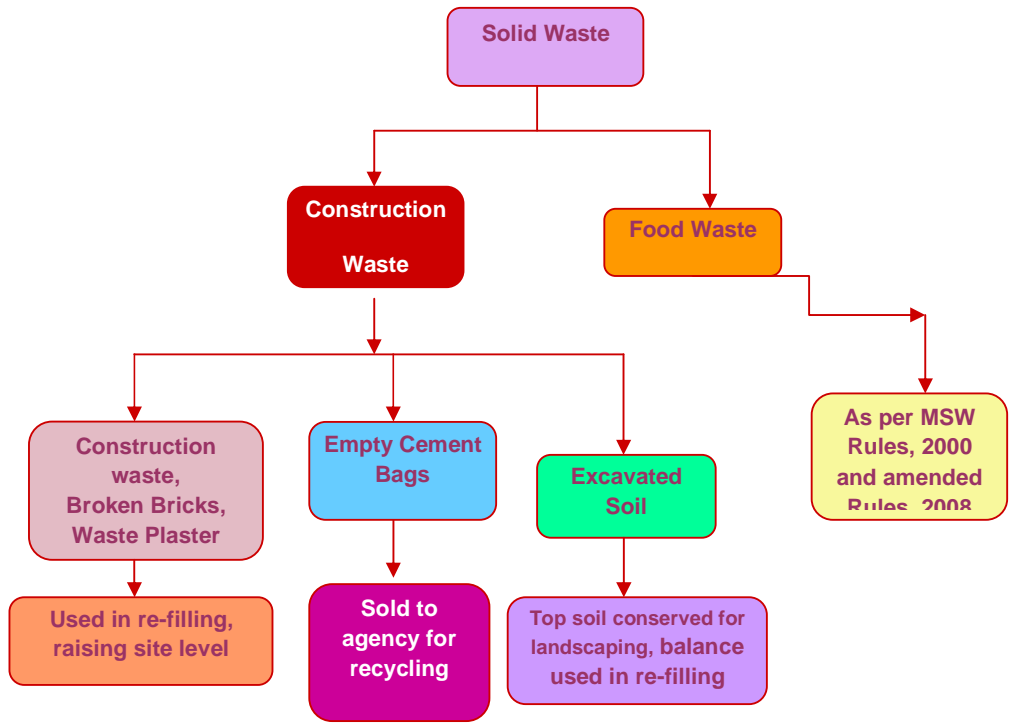 Solid Waste
Construction
Waste
Food Waste
Construction
waste,
Broken Bricks,
Waste Plaster
Empty Cement
Bags
Excavated
Soil
As per MSW
Rules, 2000
and amended
Rules, 2008
Used in re-filling,
raising site level
Sold to
agency for
recycling
Top soil conserved for
landscaping, balance
used in re-filling